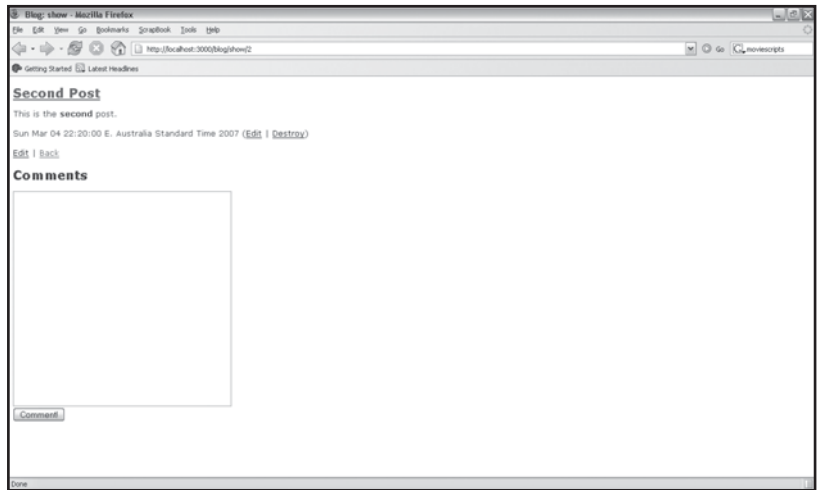 Blog: show - Mozilla Firefox
File Edit View Go Bookmarks ScrapBook Tools Help
http://localhost:3000/blog/show/2
Go
moviescripts
Getting Started Latest Headlines
Second Post
This is the second post.
Sun Mar 04 22:20:00 E. Australia Standard Time 2007 (Edit | Destroy)
Edit | Back
Comments
Comment!
Done